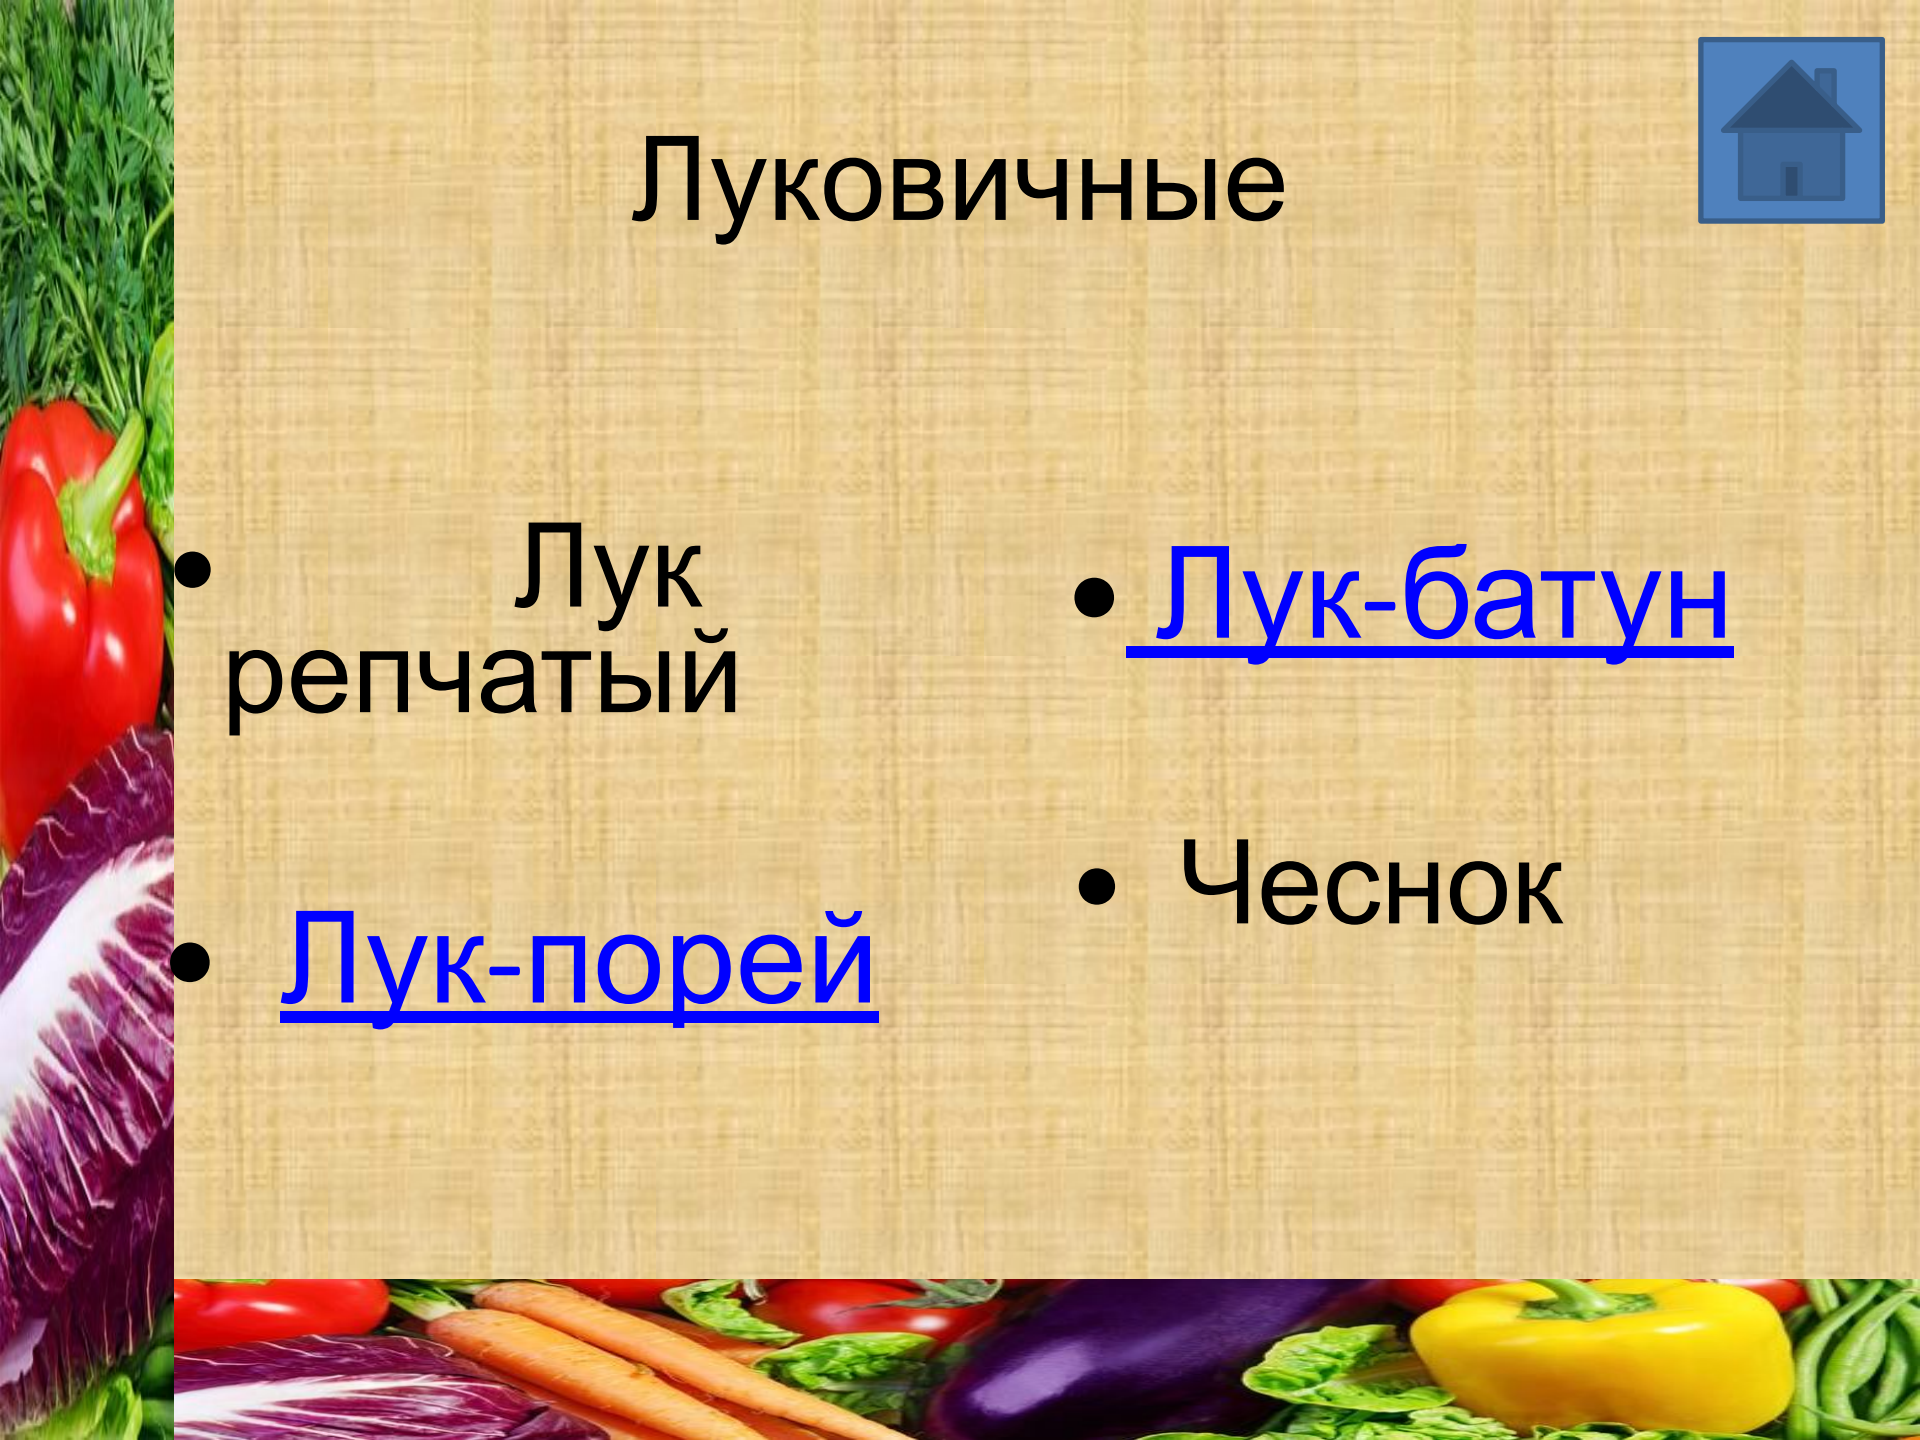 Луковичные
• Лук
репчатый
• Лук-порей
• Лук-батун
• Чеснок